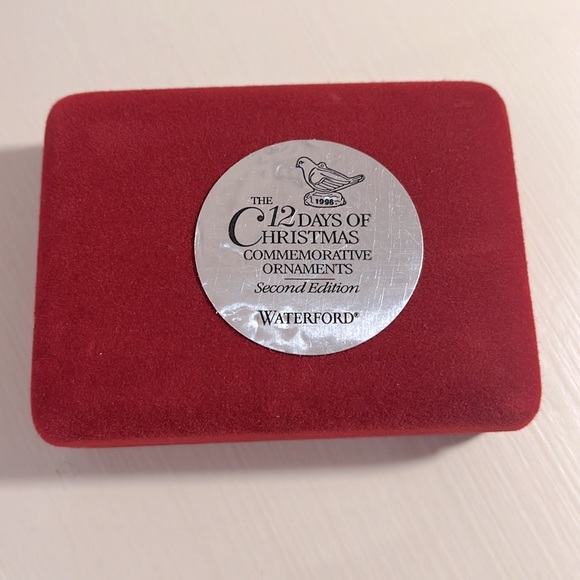 1996
THE 12 DAYS OF
CHRISTMAS
COMMEMORATIVE
ORNAMENTS
Second Edition
WATERFORD®